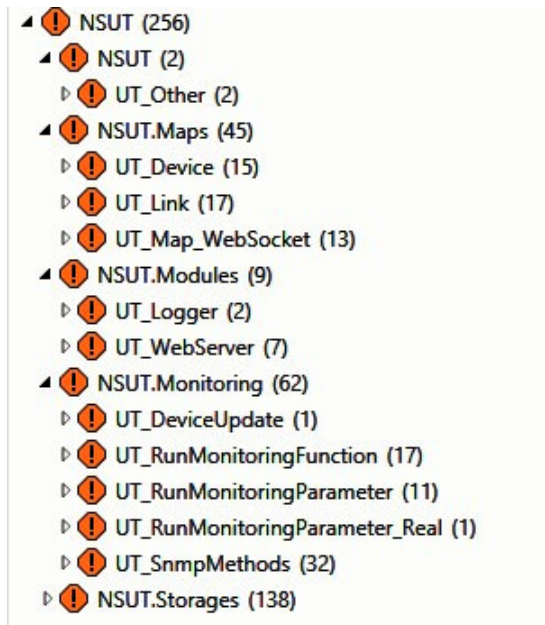 NSUT (256)
NSUT (2)
UT_Other (2)
NSUT.Maps (45)
UT_Device (15)
UT_Link (17)
UT_Map_WebSocket (13)
NSUT.Modules (9)
UT_Logger (2)
UT_WebServer (7)
NSUT.Monitoring (62)
UT_DeviceUpdate (1)
UT_RunMonitoringFunction (17)
UT_RunMonitoringParameter (11)
UT_RunMonitoringParameter_Real (1)
UT_SnmpMethods (32)
NSUT.Storages (138)